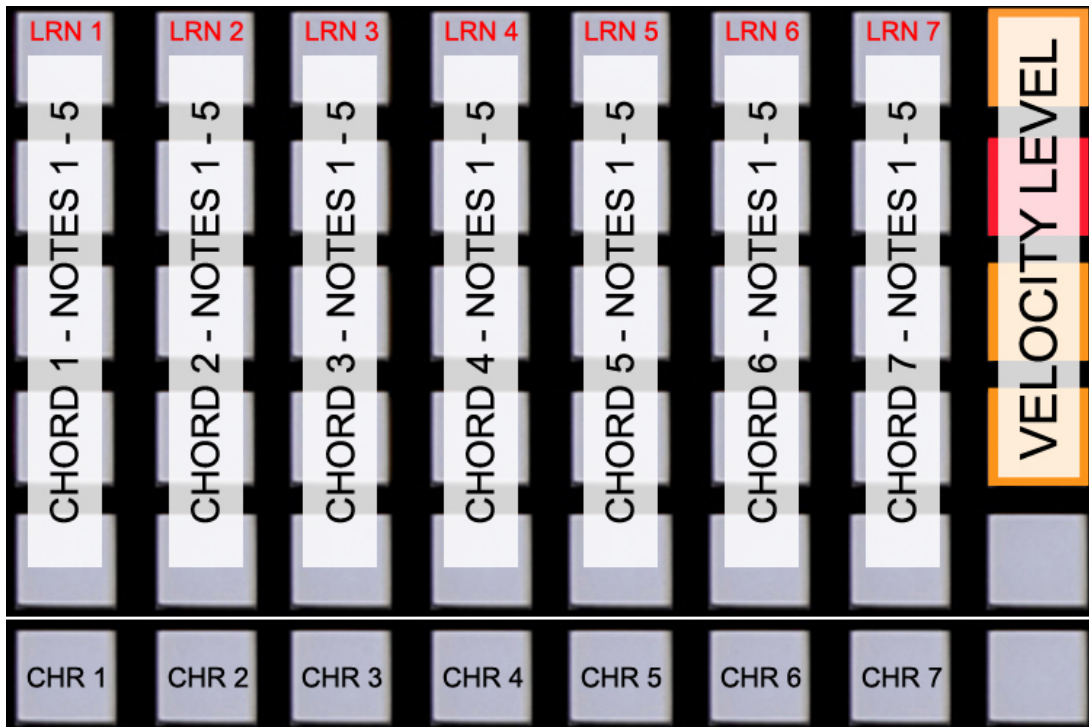 LRN 1
LRN 2
LRN 3
LRN 4
LRN 5
LRN 6
LRN 7
CHORD 1 - NOTES 1 - 5
CHORD 2 - NOTES 1 - 5
CHORD 3 - NOTES 1 - 5
CHORD 4 - NOTES 1 - 5
CHORD 5 - NOTES 1 - 5
CHORD 6 - NOTES 1 - 5
CHORD 7 - NOTES 1 - 5
VELOCITY LEVEL
CHR 1
CHR 2
CHR 3
CHR 4
CHR 5
CHR 6
CHR 7